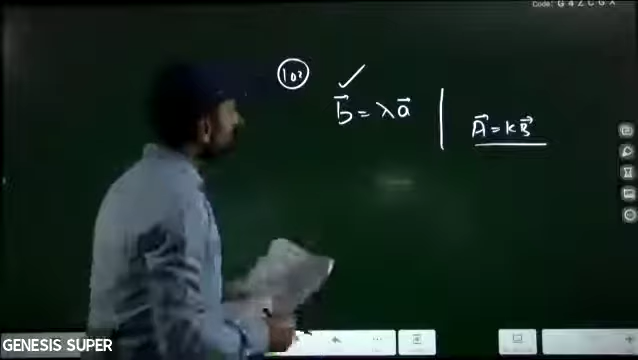 102
b⃗ = λa⃗
A⃗ = KB⃗
GENESIS SUPER